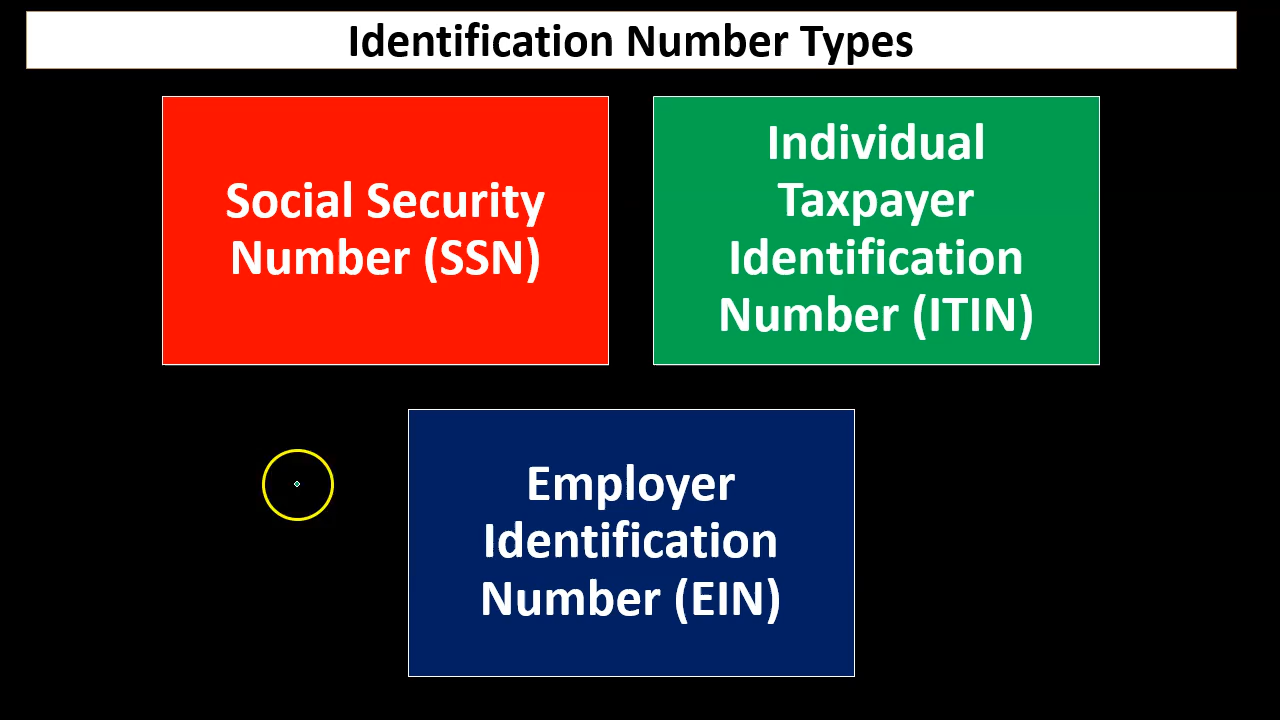 Identification Number Types
Social Security
Number (SSN)
Individual
Taxpayer
Identification
Number (ITIN)
Employer
Identification
Number (EIN)